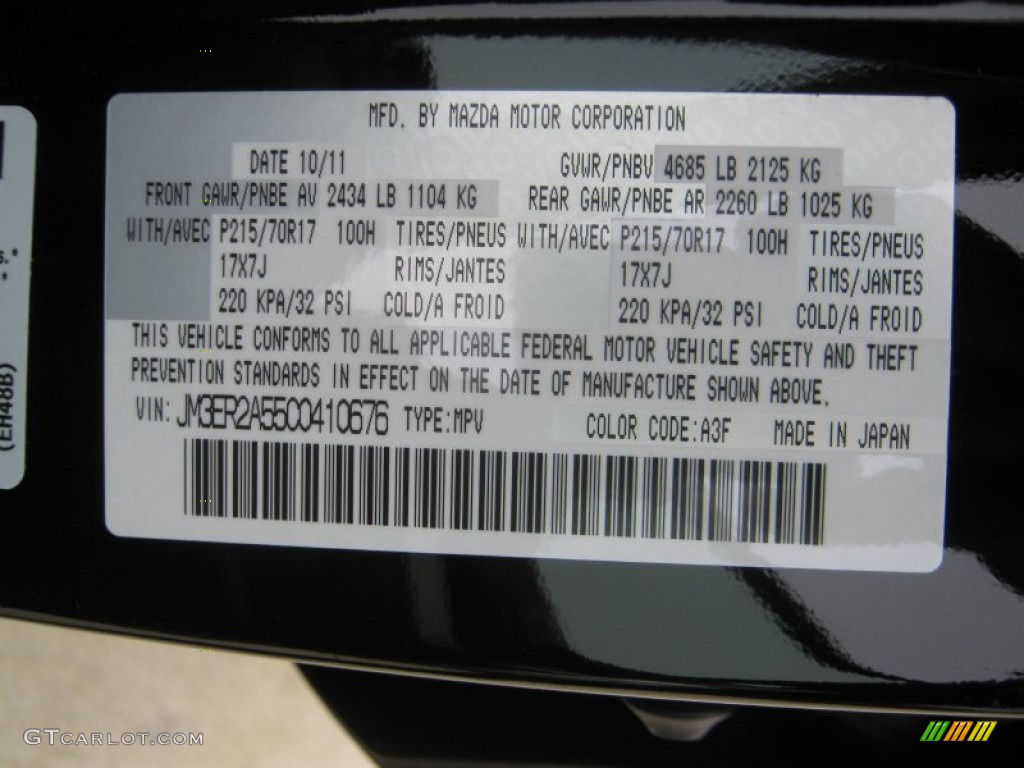 MFD. BY MAZDA MOTOR CORPORATION
DATE 10/11 GVWR/PNBV 4685 LB 2125 KG
FRONT GAWR/PNBE AV 2434 LB 1104 KG REAR GAWR/PNBE AR 2260 LB 1025 KG
WITH/AVEC P215/70R17 100H TIRES/PNEUS WITH/AVEC P215/70R17 100H TIRES/PNEUS
17X7J RIMS/JANTES 17X7J RIMS/JANTES
220 KPA/32 PSI COLD/A FROID 220 KPA/32 PSI COLD/A FROID
THIS VEHICLE CONFORMS TO ALL APPLICABLE FEDERAL MOTOR VEHICLE SAFETY AND THEFT
PREVENTION STANDARDS IN EFFECT ON THE DATE OF MANUFACTURE SHOWN ABOVE.
VIN: JM3ER2A55C0410676 TYPE:MPV COLOR CODE:A3F MADE IN JAPAN
(EH48B)
GTCARLOT.COM